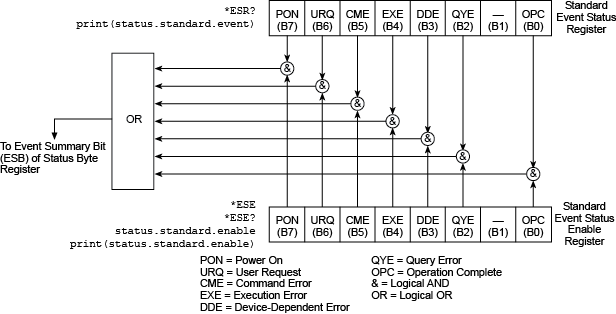 *ESR?
print(status.standard.event)
PON (B7) URQ (B6) CME (B5) EXE (B4) DDE (B3) QYE (B2) — (B1) OPC (B0)
Standard
Event Status
Register
&
&
&
&
&
&
&
OR
To Event Summary Bit
(ESB) of Status Byte
Register
*ESE
*ESE?
status.standard.enable
print(status.standard.enable)
PON (B7) URQ (B6) CME (B5) EXE (B4) DDE (B3) QYE (B2) — (B1) OPC (B0)
Standard
Event Status
Enable
Register
PON = Power On
URQ = User Request
CME = Command Error
EXE = Execution Error
DDE = Device-Dependent Error
QYE = Query Error
OPC = Operation Complete
& = Logical AND
OR = Logical OR